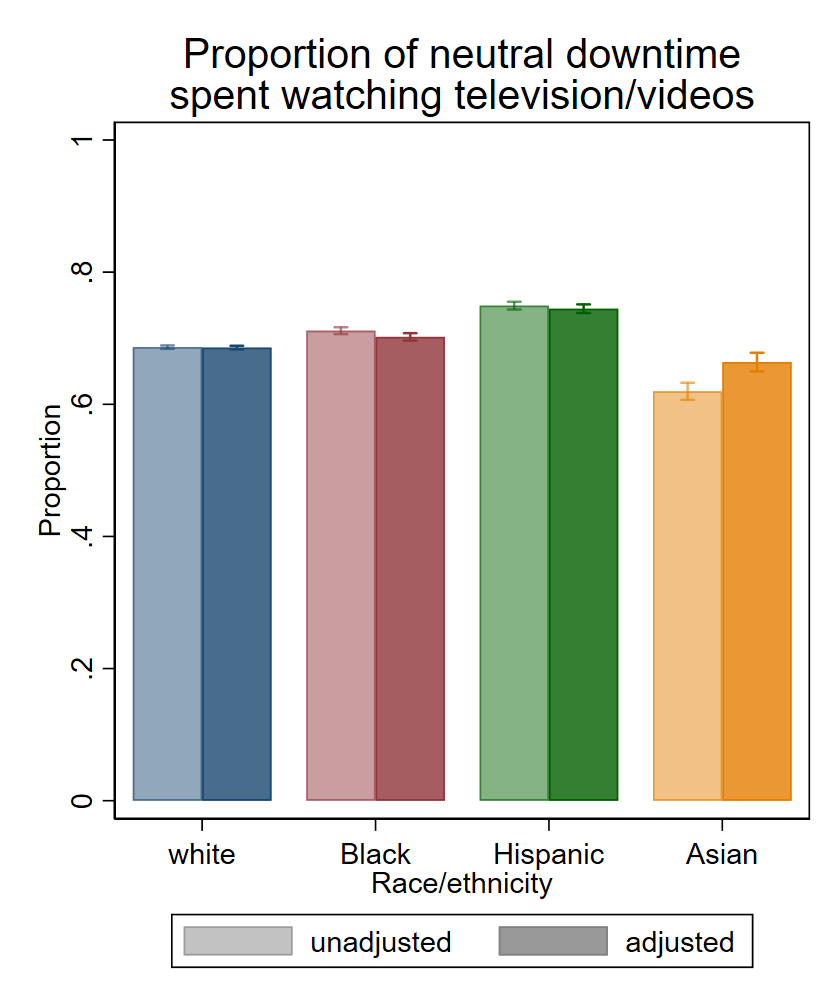 Proportion of neutral downtime
spent watching television/videos
Proportion
1
.8
.6
.4
.2
0
white Black Hispanic Asian
Race/ethnicity
unadjusted adjusted